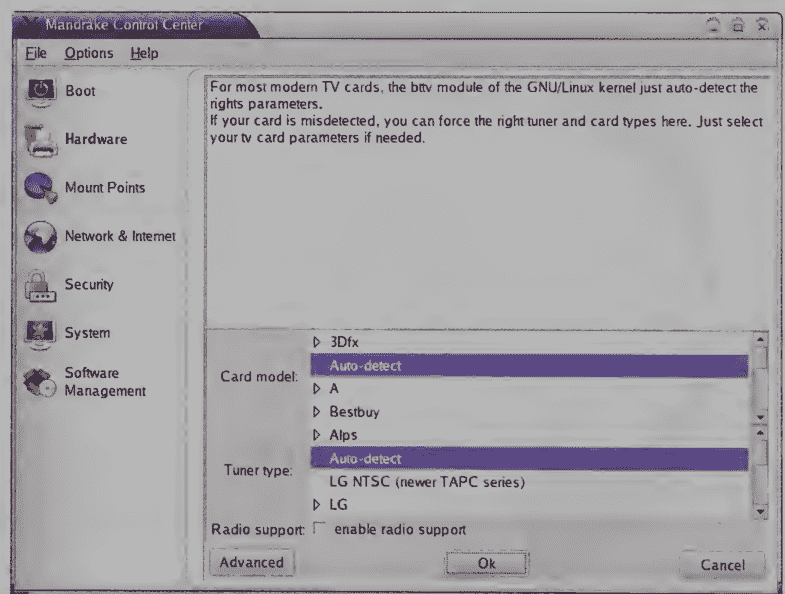 Mandrake Control Center
File Options Help
Boot
Hardware
Mount Points
Network & Internet
Security
System
Software
Management
For most modern TV cards, the bttv module of the GNU/Linux kernel just auto-detect the
rights parameters.
If your card is misdetected, you can force the right tuner and card types here. Just select
your tv card parameters if needed.
Card model:
3Dfx
Auto-detect
A
Bestbuy
Tuner type:
Alps
Auto-detect
LG NTSC (newer TAPC series)
LG
Radio support: enable radio support
Advanced Ok Cancel